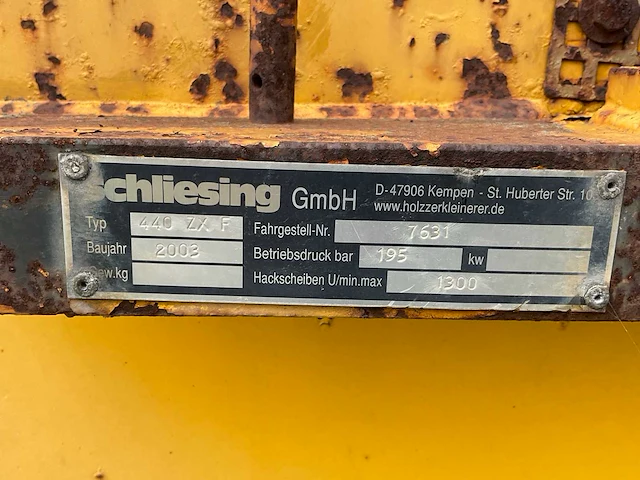 Schliesing GmbH D-47906 Kempen - St. Huberter Str. 10
www.holzzerkleinerer.de
Typ 440 ZX F Fahrgestell-Nr. 7631
Baujahr 2003 Betriebsdruck bar 195 kw
Gew.kg Hackscheiben U/min.max 1300